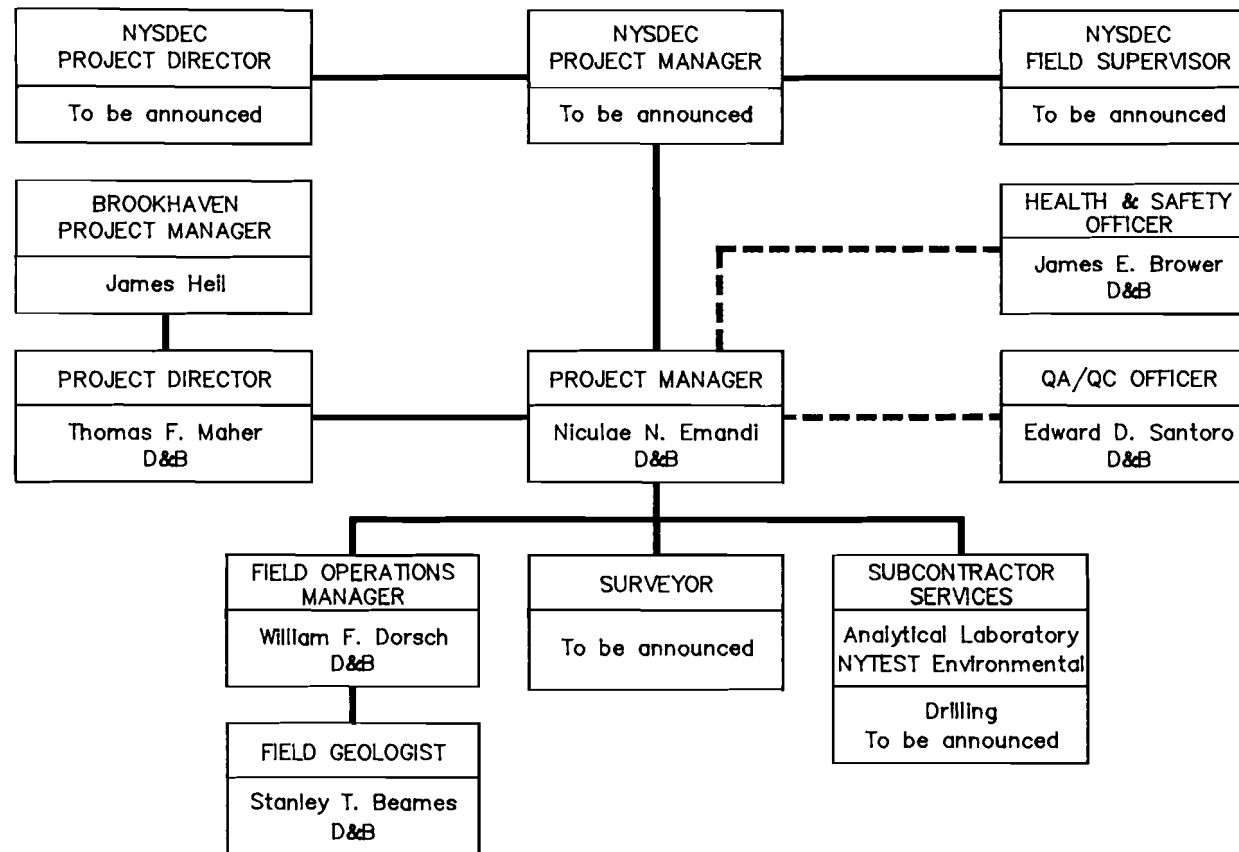 NYSDEC
PROJECT DIRECTOR
To be announced
NYSDEC
PROJECT MANAGER
To be announced
NYSDEC
FIELD SUPERVISOR
To be announced
BROOKHAVEN
PROJECT MANAGER
James Heil
HEALTH & SAFETY
OFFICER
James E. Brower
D&B
PROJECT DIRECTOR
Thomas F. Maher
D&B
PROJECT MANAGER
Niculae N. Emandi
D&B
QA/QC OFFICER
Edward D. Santoro
D&B
FIELD OPERATIONS
MANAGER
William F. Dorsch
D&B
SURVEYOR
To be announced
SUBCONTRACTOR
SERVICES
Analytical Laboratory
NYTEST Environmental
Drilling
To be announced
FIELD GEOLOGIST
Stanley T. Beames
D&B